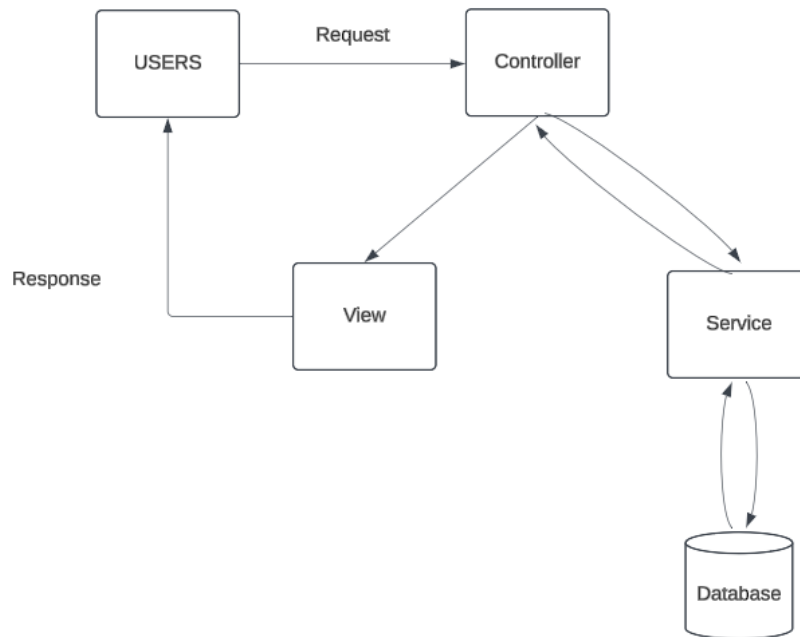 USERS
Request
Controller
Response
View
Service
Database